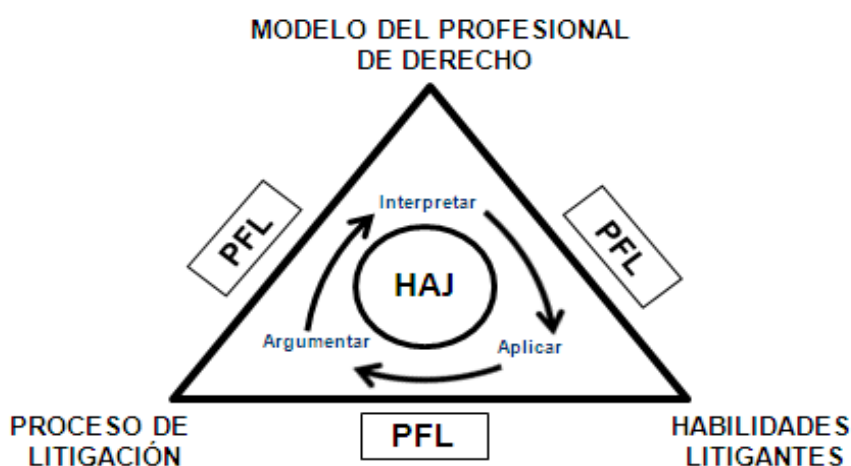 MODELO DEL PROFESIONAL
DE DERECHO
PFL
Interpretar
PFL
HAJ
Argumentar
Aplicar
PROCESO DE
LITIGACIÓN
PFL
HABILIDADES
LITIGANTES